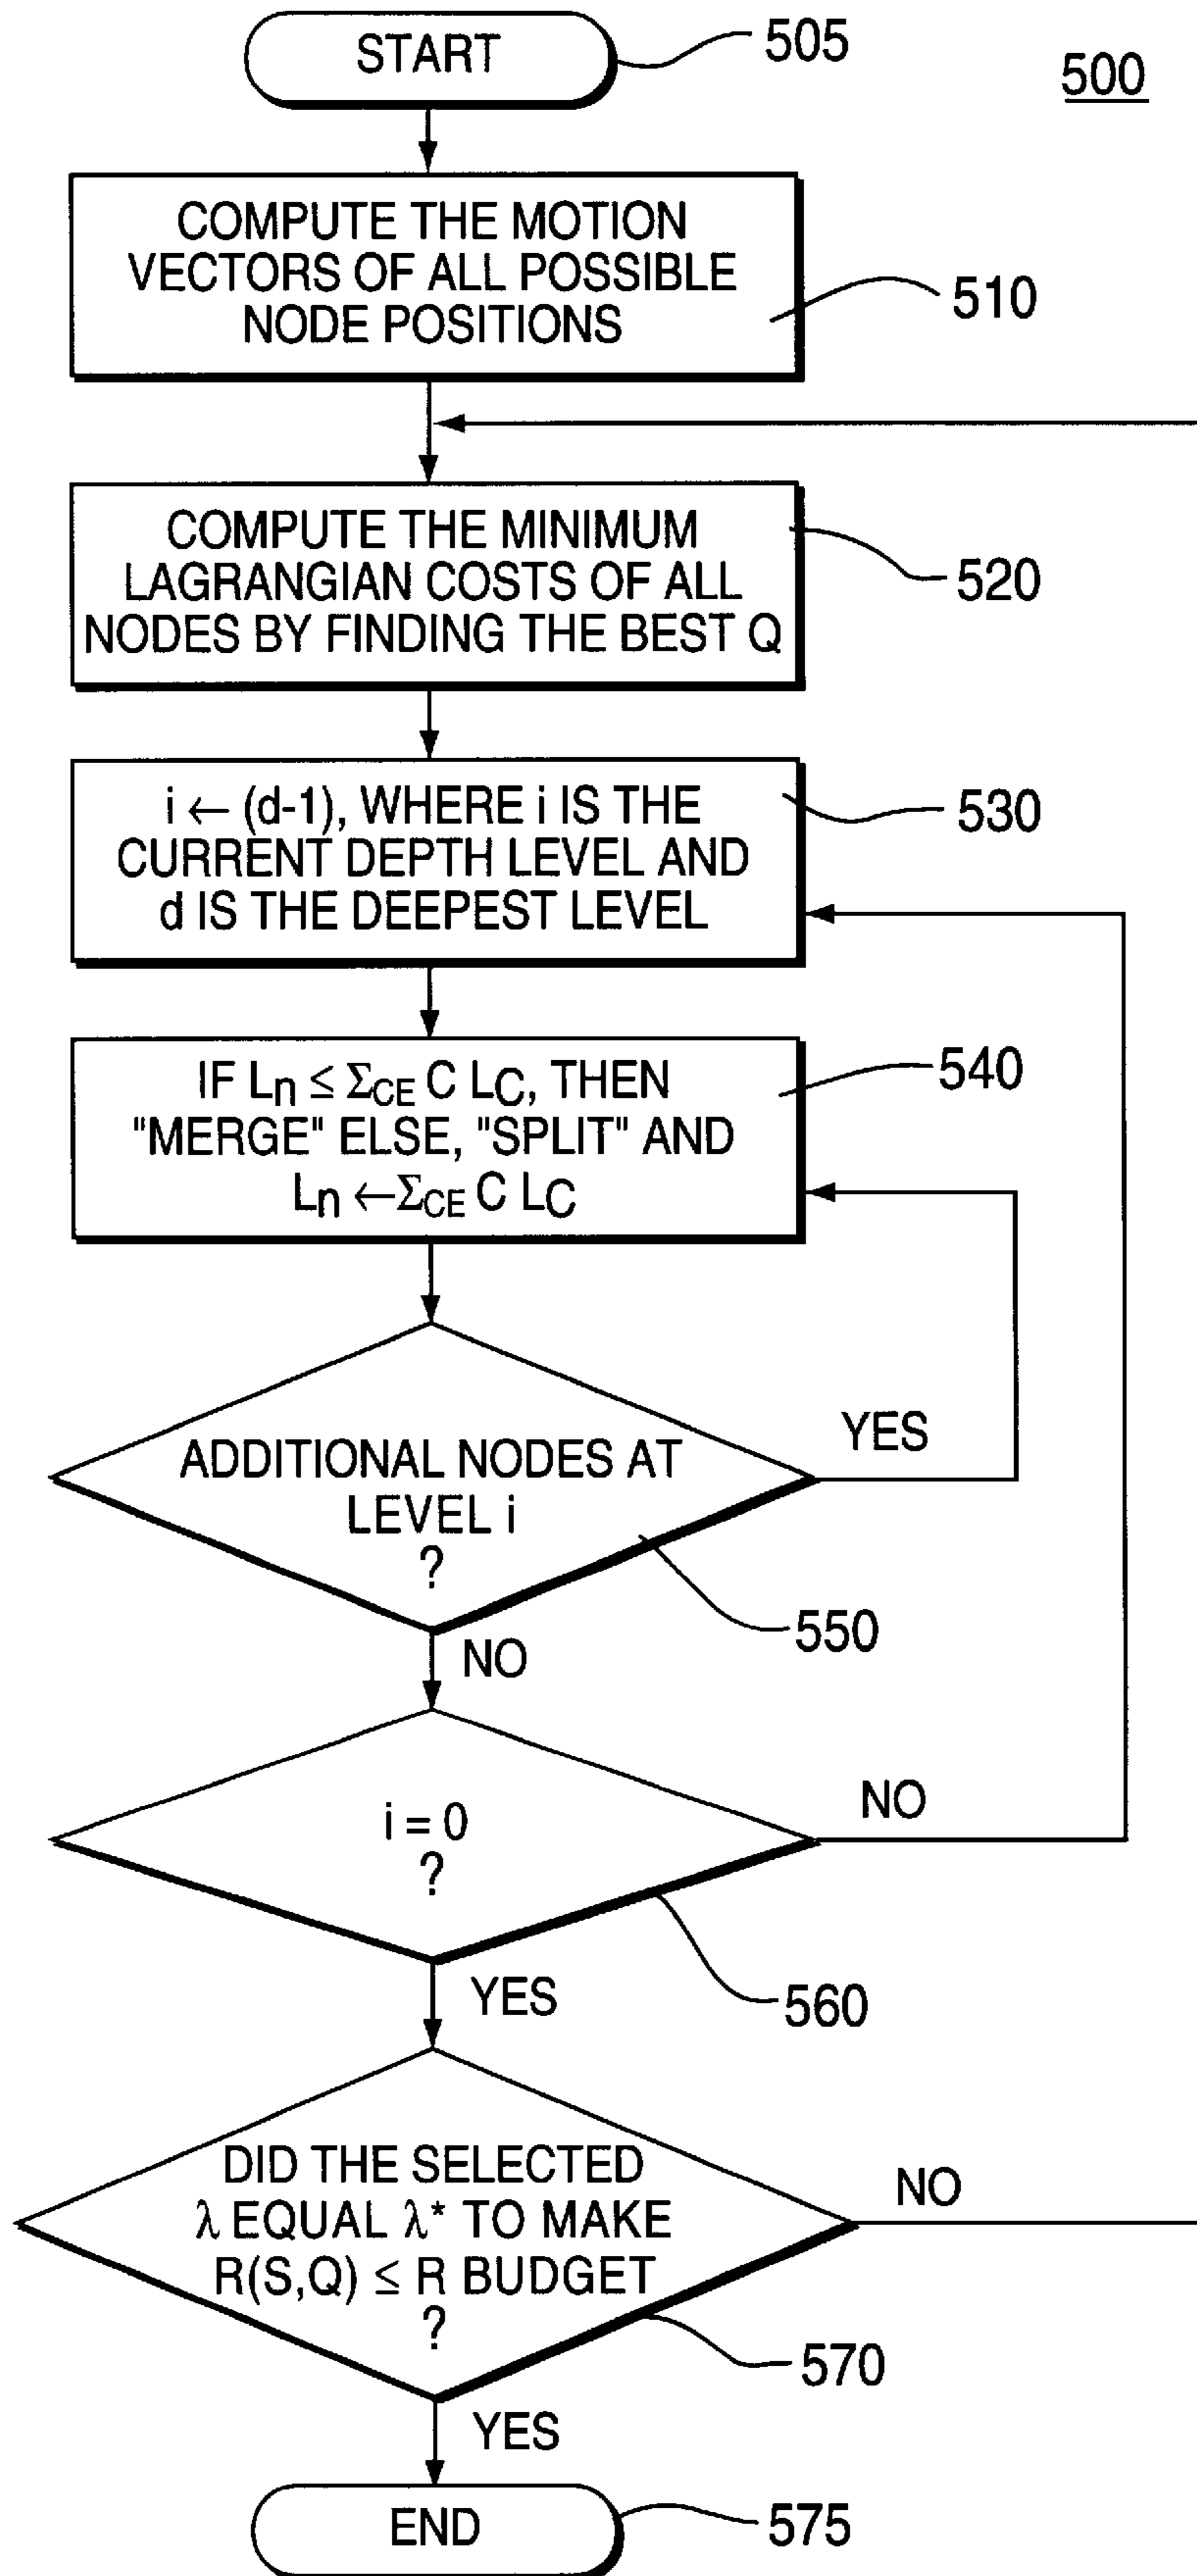 START
505
500
COMPUTE THE MOTION
VECTORS OF ALL POSSIBLE
NODE POSITIONS
510
COMPUTE THE MINIMUM
LAGRANGIAN COSTS OF ALL
NODES BY FINDING THE BEST Q
520
i ← (d-1), WHERE i IS THE
CURRENT DEPTH LEVEL AND
d IS THE DEEPEST LEVEL
530
IF Ln ≤ ΣCE C LC, THEN
"MERGE" ELSE, "SPLIT" AND
Ln ←ΣCE C LC
540
ADDITIONAL NODES AT
LEVEL i
?
YES
550
NO
i = 0
?
NO
560
YES
DID THE SELECTED
λ EQUAL λ* TO MAKE
R(S,Q) ≤ R BUDGET
?
NO
570
YES
END
575